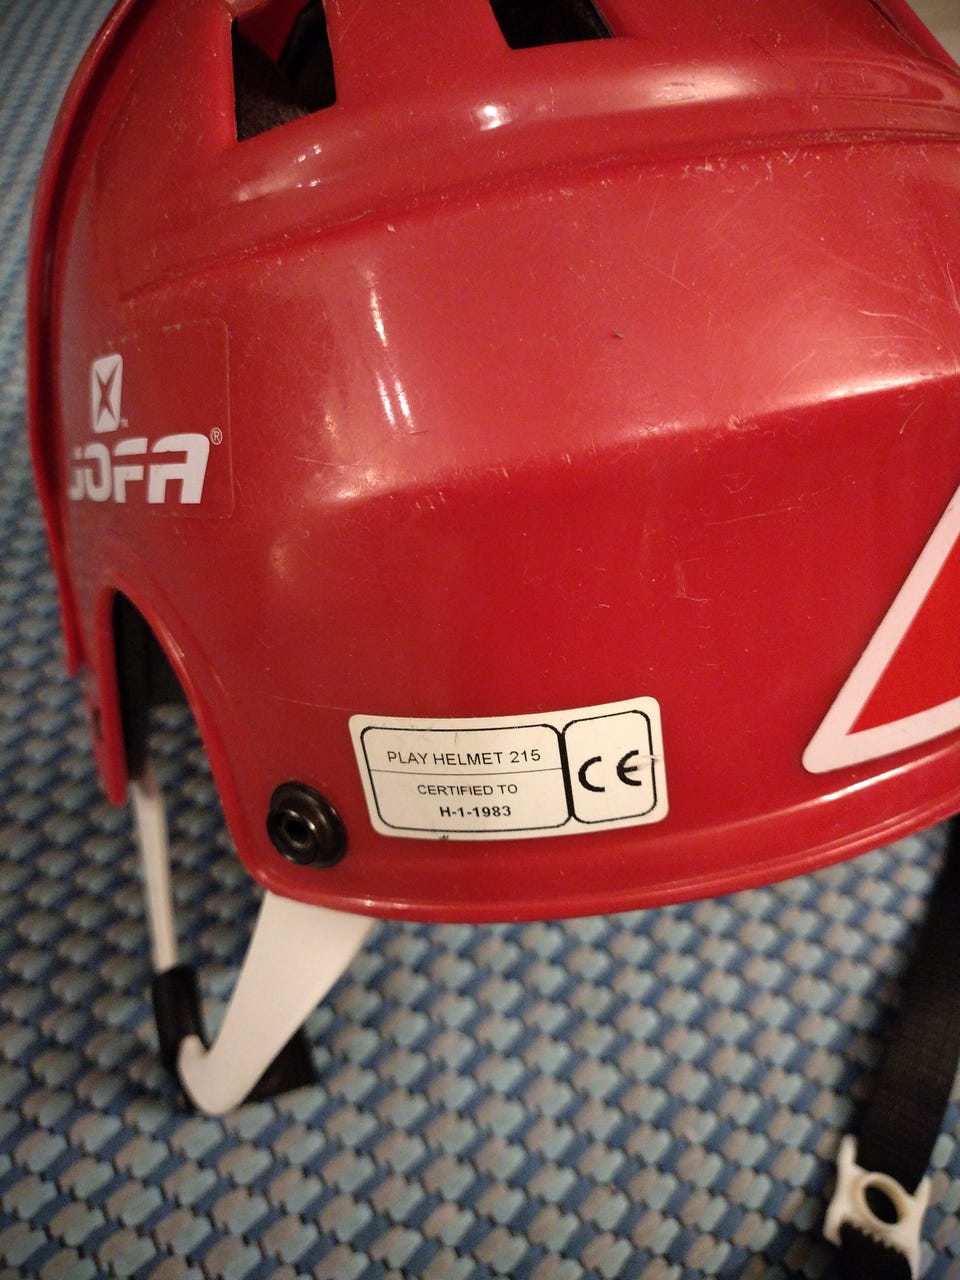 JOFA®
PLAY HELMET 215
CERTIFIED TO
H-1-1983
CE